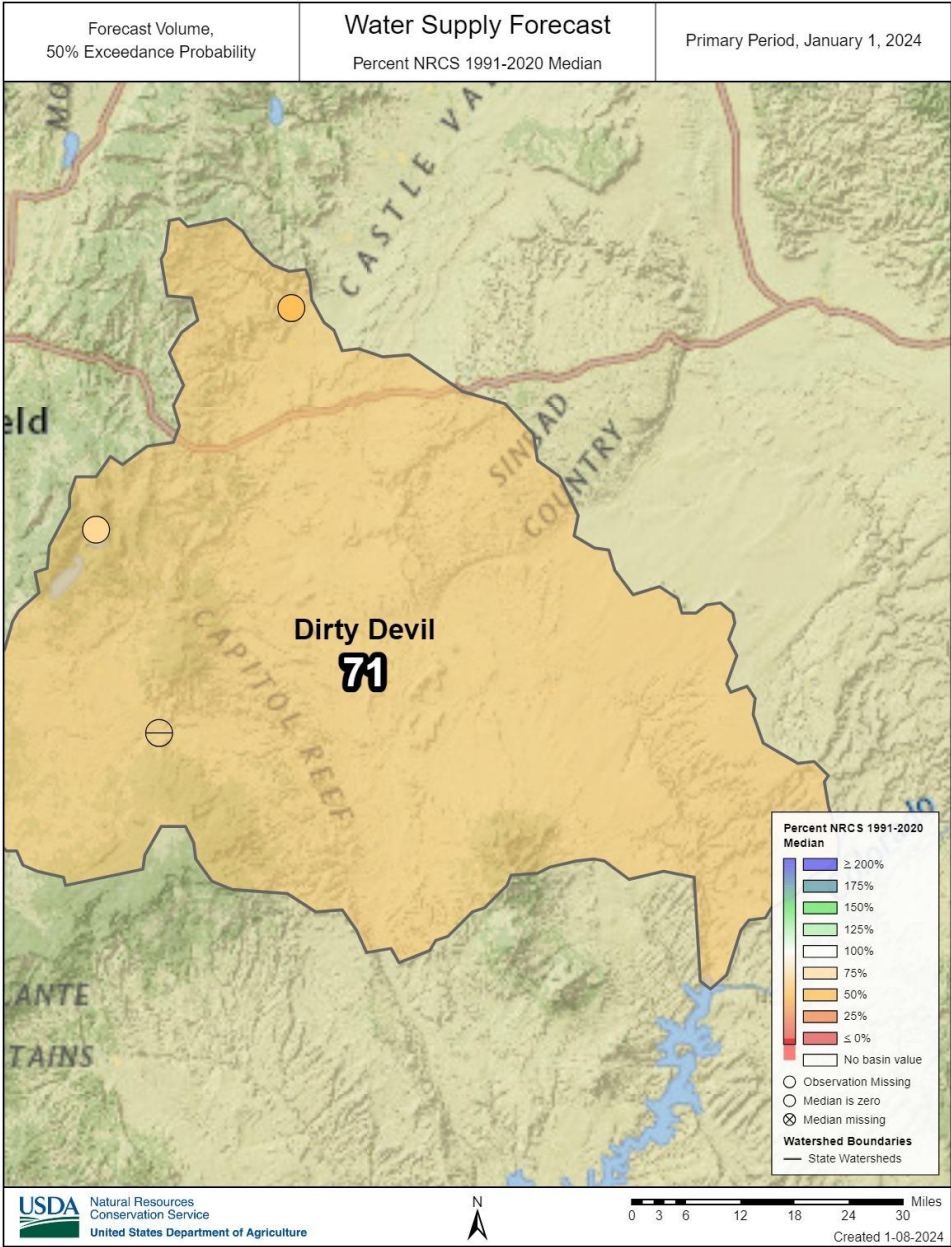 Forecast Volume,
50% Exceedance Probability
Water Supply Forecast
Percent NRCS 1991-2020 Median
Primary Period, January 1, 2024
MO
CASTLE VA
eld
SINBAD
COUNTRY
Dirty Devil
71
CAPITOL REEF
LANTE
TAINS
Percent NRCS 1991-2020
Median
≥ 200%
175%
150%
125%
100%
75%
50%
25%
≤ 0%
No basin value
Observation Missing
Median is zero
Median missing
Watershed Boundaries
State Watersheds
USDA
Natural Resources
Conservation Service
United States Department of Agriculture
N
Miles
0 3 6 12 18 24 30
Created 1-08-2024